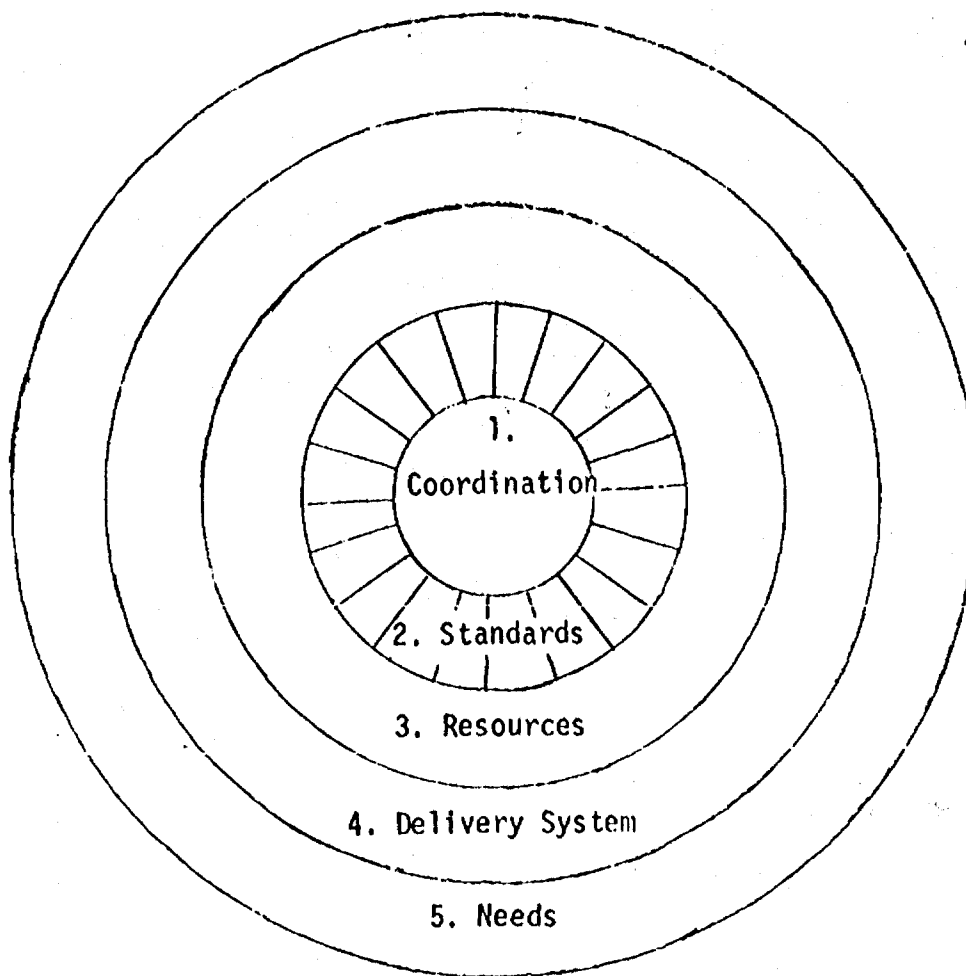 1.
Coordination
2. Standards
3. Resources
4. Delivery System
5. Needs